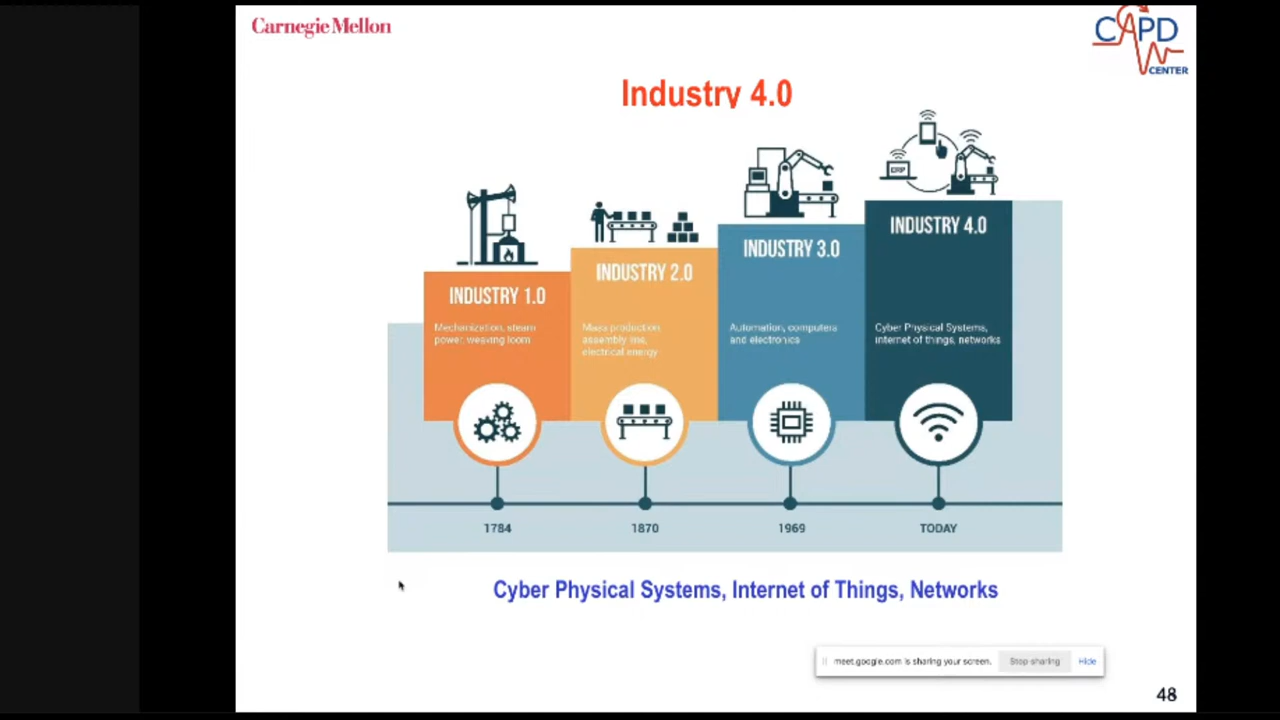 Carnegie Mellon
CAPD
CENTER
Industry 4.0
ERP
INDUSTRY 4.0
INDUSTRY 3.0
INDUSTRY 2.0
INDUSTRY 1.0
Mechanization, steam
power, weaving loom
Mass production,
assembly line,
electrical energy
Automation, computers
and electronics
Cyber Physical Systems,
internet of things, networks
1784
1870
1969
TODAY
Cyber Physical Systems, Internet of Things, Networks
meet.google.com is sharing your screen.
Stop sharing
Hide
48